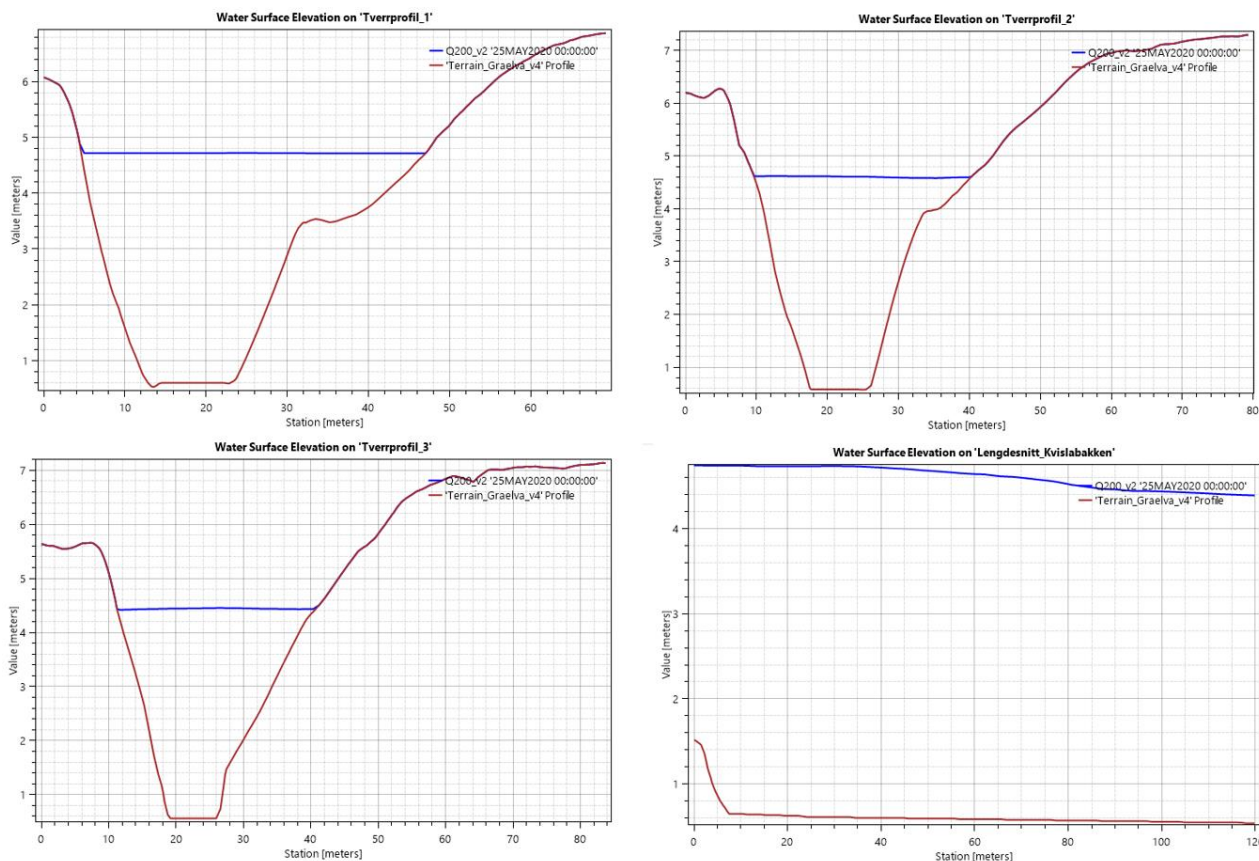 Water Surface Elevation on 'Tverrprofil_1'
Q200_v2 '25MAY2020 00:00:00'
'Terrain_Graelva_v4' Profile
Value [meters]
6
5
4
3
2
1
0 10 20 30 40 50 60
Station [meters]
Water Surface Elevation on 'Tverrprofil_2'
Q200_v2 '25MAY2020 00:00:00'
'Terrain_Graelva_v4' Profile
Value [meters]
7
6
5
4
3
2
1
0 10 20 30 40 50 60 70 80
Station [meters]
Water Surface Elevation on 'Tverrprofil_3'
Q200_v2 '25MAY2020 00:00:00'
'Terrain_Graelva_v4' Profile
Value [meters]
7
6
5
4
3
2
1
0 10 20 30 40 50 60 70 80
Station [meters]
Water Surface Elevation on 'Lengdesnitt_Kvislabakken'
Q200_v2 '25MAY2020 00:00:00'
'Terrain_Graelva_v4' Profile
Value [meters]
4
3
2
1
0 20 40 60 80 100 120
Station [meters]